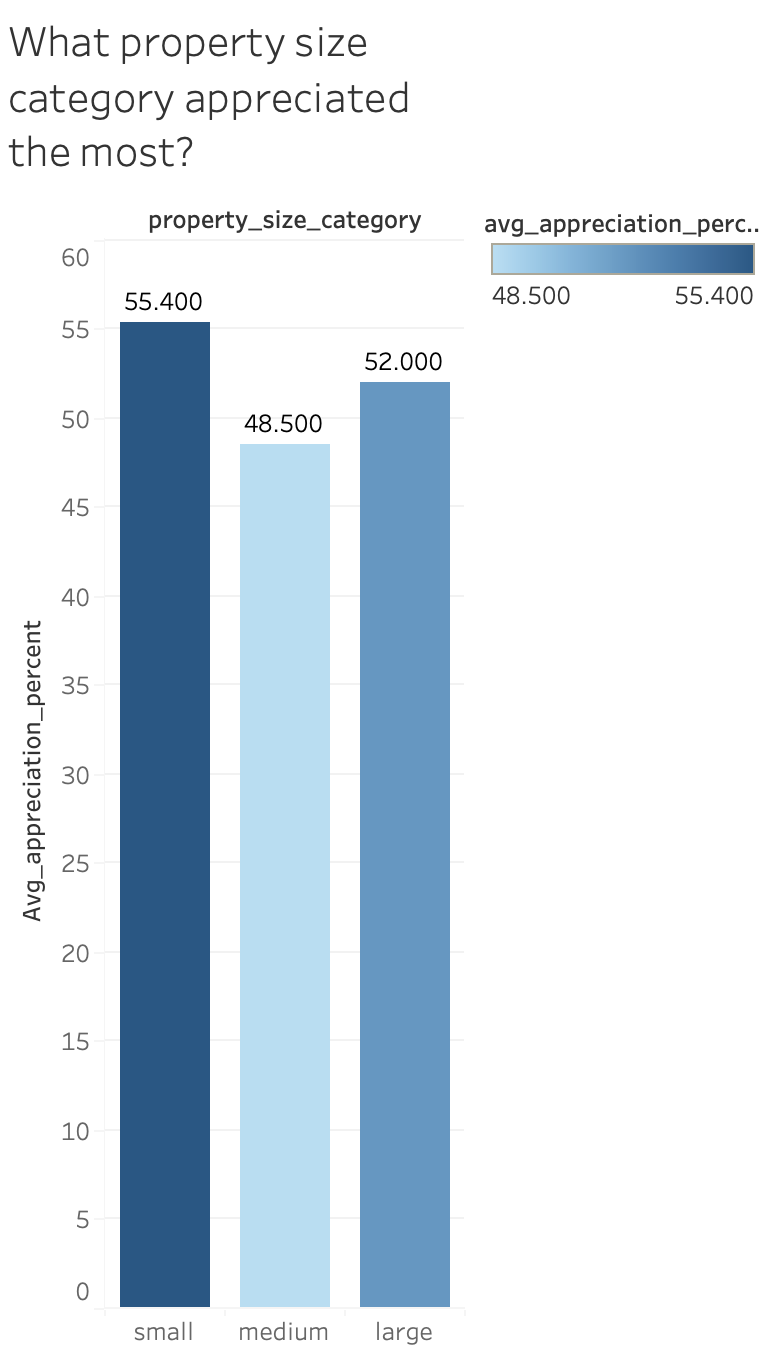 What property size
category appreciated
the most?
property_size_category
avg_appreciation_perc..
48.500 55.400
60
55
50
45
40
35
30
25
20
15
10
5
0
Avg_appreciation_percent
55.400
48.500
52.000
small medium large